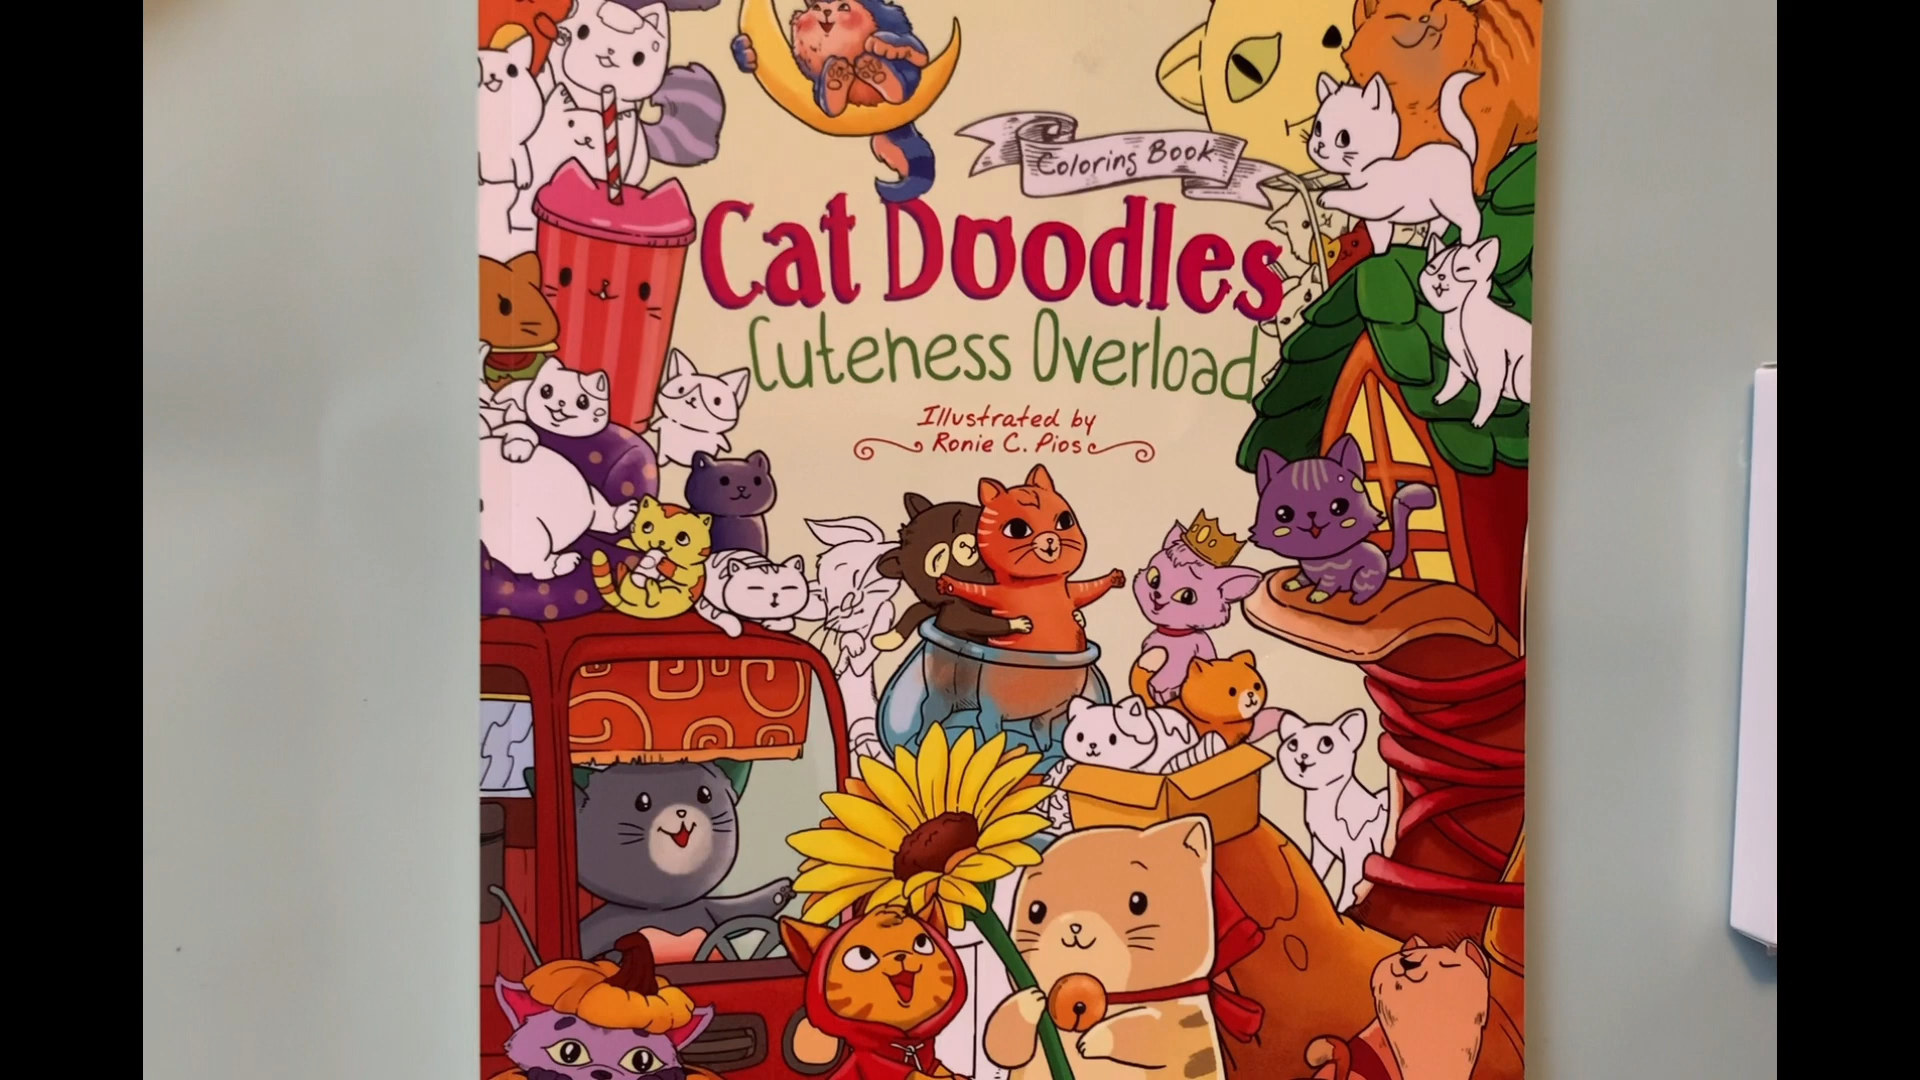 Coloring Book
Cat Doodles
Cuteness Overload
Illustrated by
Ronie C. Pios